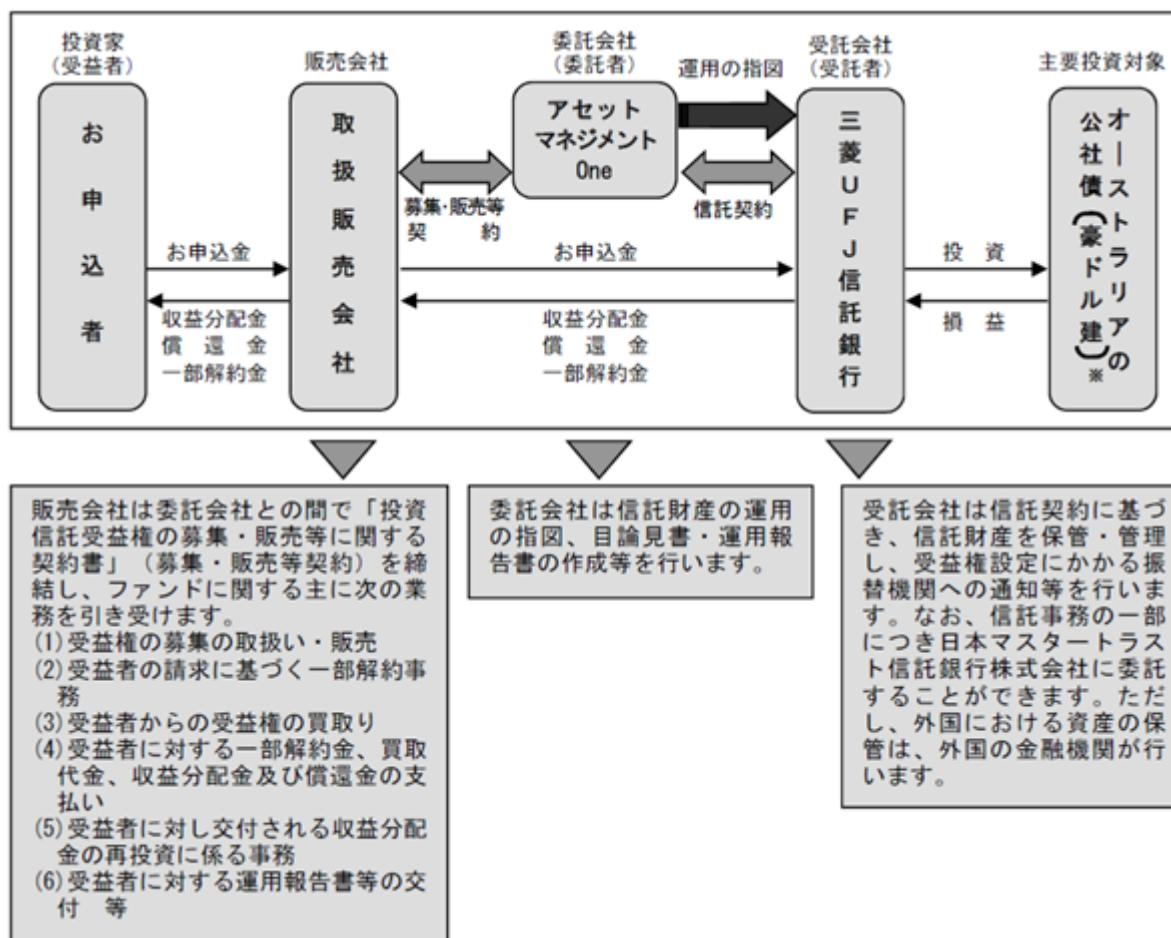 投資家
（受益者）
お申込者
販売会社
取扱販売会社
委託会社
（委託者）
アセット
マネジメント
One
運用の指図
受託会社
（受託者）
三菱ＵＦＪ信託銀行
主要投資対象
オーストラリアの
公社債（豪ドル建）※
募集・販売等
契　約
信託契約
お申込金
収益分配金
償　還　金
一部解約金
お申込金
収益分配金
償　還　金
一部解約金
投　資
損　益
販売会社は委託会社との間で「投資
信託受益権の募集・販売等に関する
契約書」（募集・販売等契約）を締
結し、ファンドに関する主に次の業
務を引き受けます。
(1)受益権の募集の取扱い・販売
(2)受益者の請求に基づく一部解約事
務
(3)受益者からの受益権の買取り
(4)受益者に対する一部解約金、買取
代金、収益分配金及び償還金の支
払い
(5)受益者に対し交付される収益分配
金の再投資に係る事務
(6)受益者に対する運用報告書等の交
付　等
委託会社は信託財産の運用
の指図、目論見書・運用報
告書の作成等を行います。
受託会社は信託契約に基づ
き、信託財産を保管・管理
し、受益権設定にかかる振
替機関への通知等を行いま
す。なお、信託事務の一部
につき日本マスタートラス
ト信託銀行株式会社に委託
することができます。ただ
し、外国における資産の保
管は、外国の金融機関が行
います。